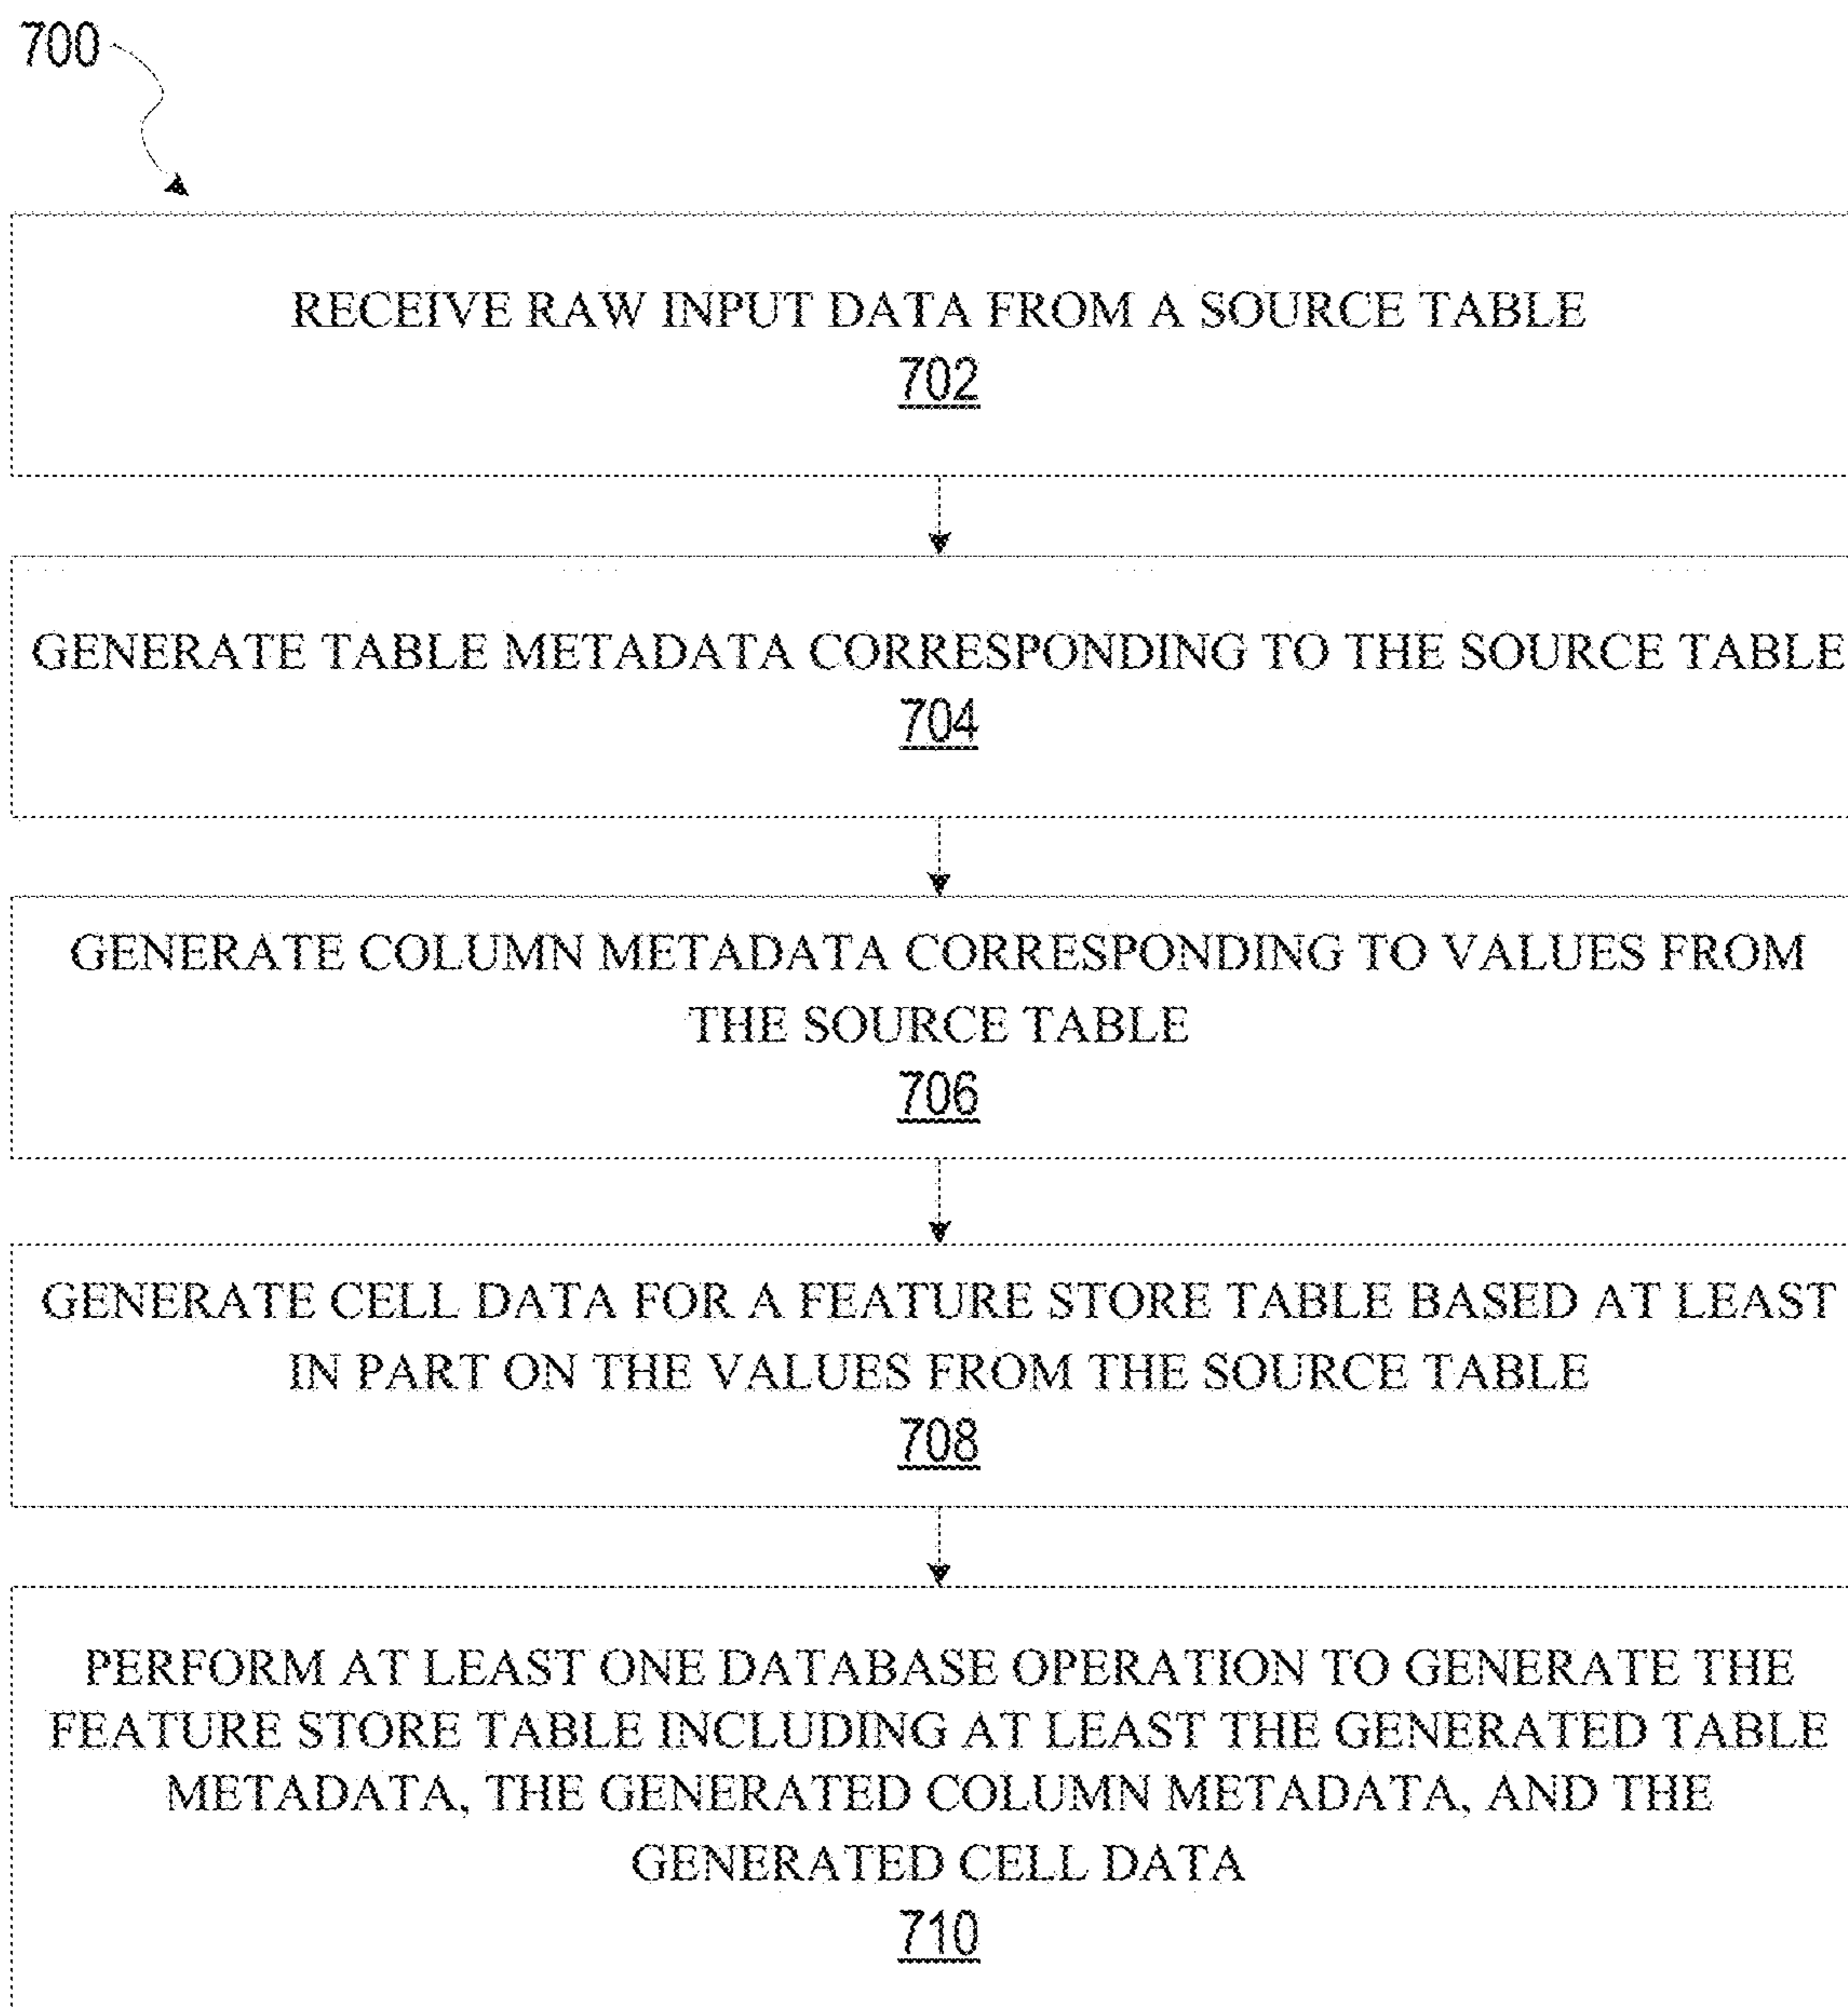 700
RECEIVE RAW INPUT DATA FROM A SOURCE TABLE
702
GENERATE TABLE METADATA CORRESPONDING TO THE SOURCE TABLE
704
GENERATE COLUMN METADATA CORRESPONDING TO VALUES FROM
THE SOURCE TABLE
706
GENERATE CELL DATA FOR A FEATURE STORE TABLE BASED AT LEAST
IN PART ON THE VALUES FROM THE SOURCE TABLE
708
PERFORM AT LEAST ONE DATABASE OPERATION TO GENERATE THE
FEATURE STORE TABLE INCLUDING AT LEAST THE GENERATED TABLE
METADATA, THE GENERATED COLUMN METADATA, AND THE
GENERATED CELL DATA
710